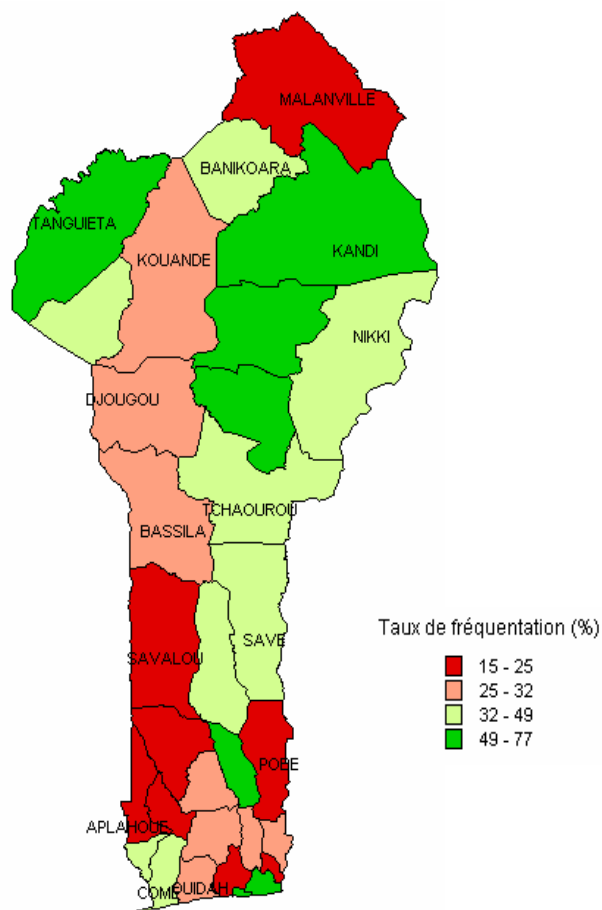 MALANVILLE
BANIKOARA
TANGUIETA
KANDI
KOUANDE
NIKKI
DJOUGOU
TCHAOUROU
BASSILA
Taux de fréquentation (%)
SAVE
SAVALOU
15 - 25
25 - 32
32 - 49
49 - 77
POBE
APLAHOUE
COME
OUIDAH